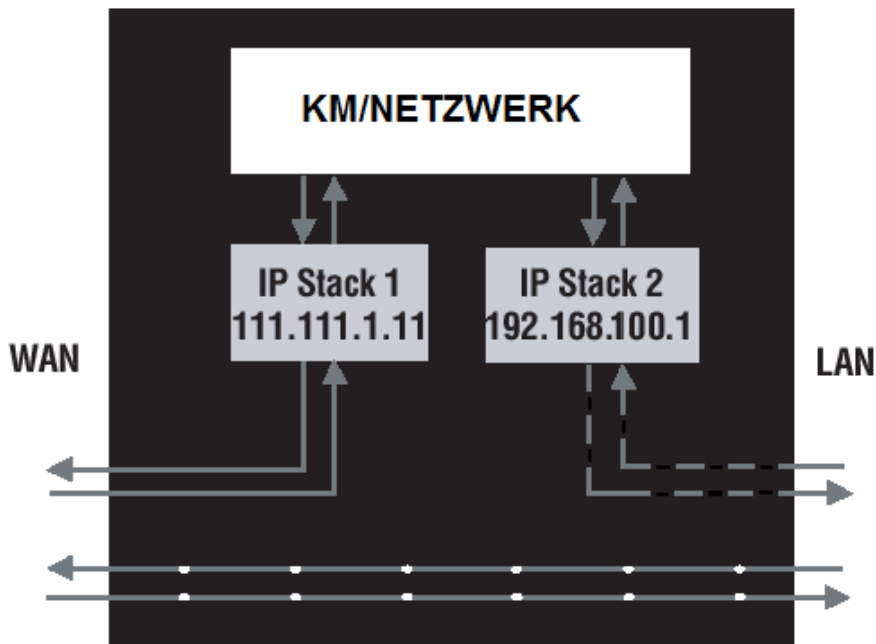 KM/NETZWERK
IP Stack 1
111.111.1.11
IP Stack 2
192.168.100.1
WAN
LAN